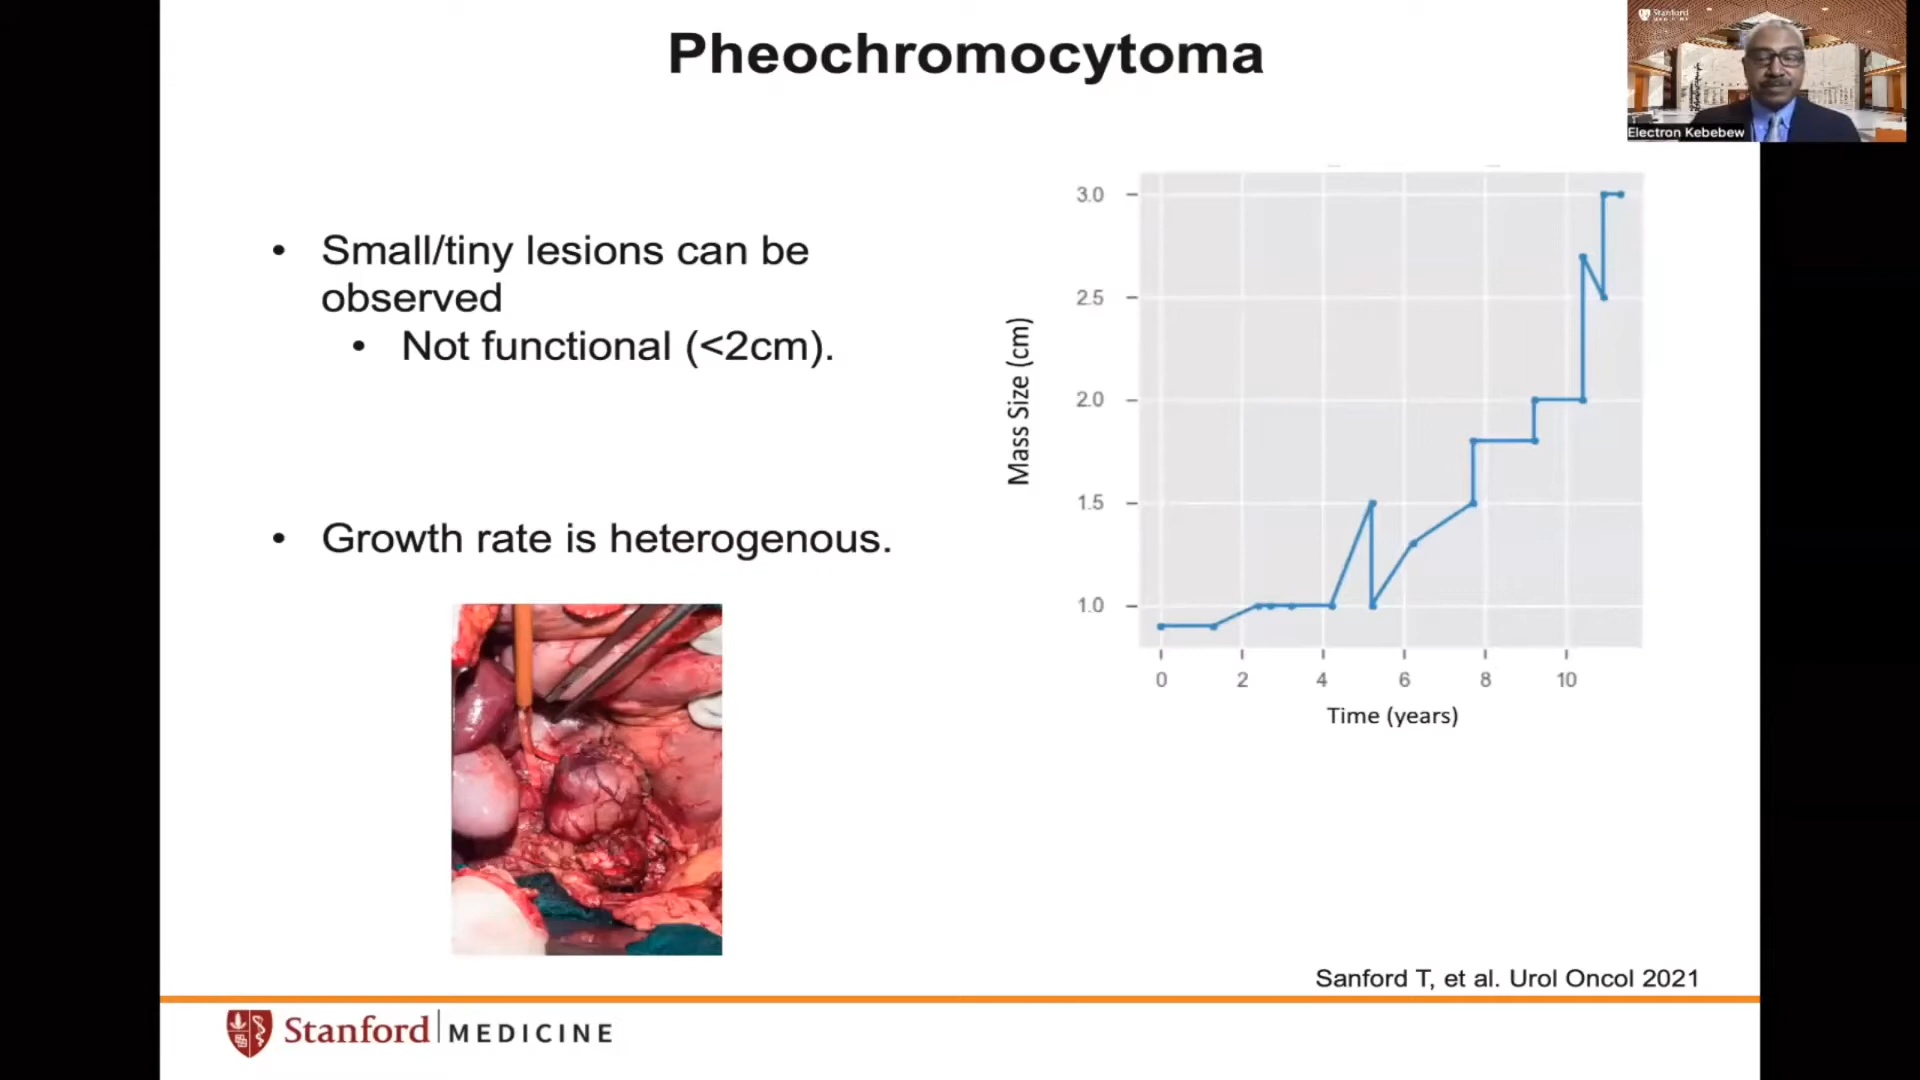 Pheochromocytoma
Stanford
MEDICINE
Electron Kebebew
• Small/tiny lesions can be
observed
• Not functional (<2cm).
• Growth rate is heterogenous.
Mass Size (cm)
3.0
2.5
2.0
1.5
1.0
0 2 4 6 8 10
Time (years)
Sanford T, et al. Urol Oncol 2021
Stanford MEDICINE